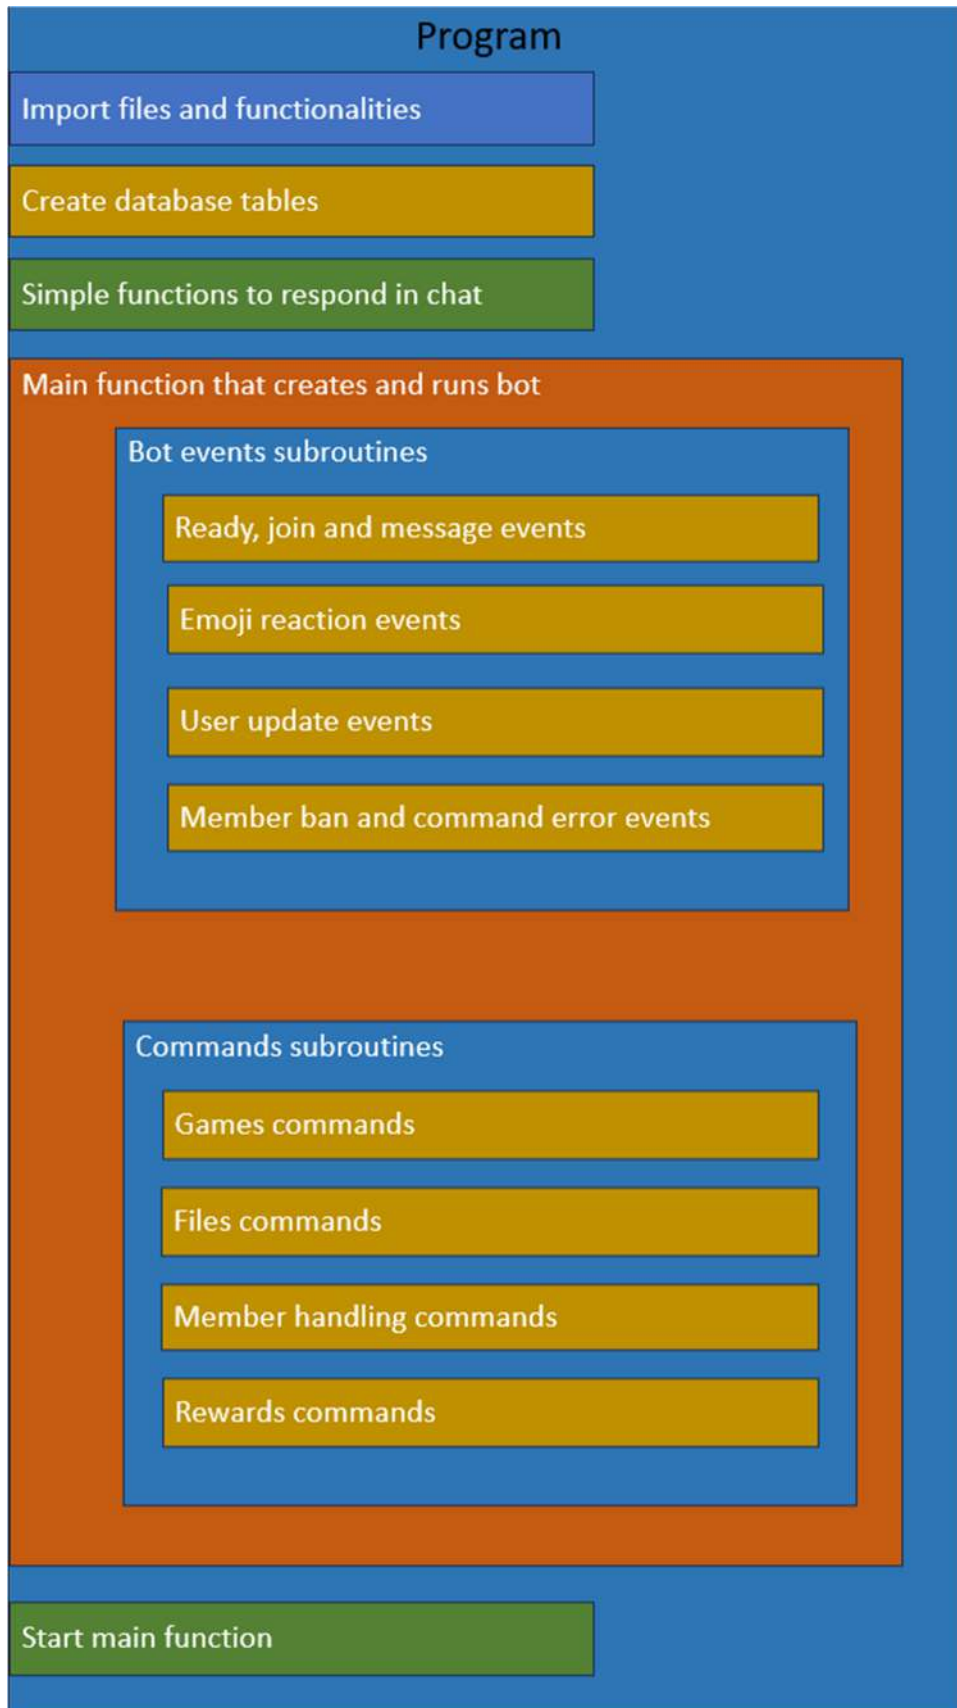 Program
Import files and functionalities
Create database tables
Simple functions to respond in chat
Main function that creates and runs bot
Bot events subroutines
Ready, join and message events
Emoji reaction events
User update events
Member ban and command error events
Commands subroutines
Games commands
Files commands
Member handling commands
Rewards commands
Start main function